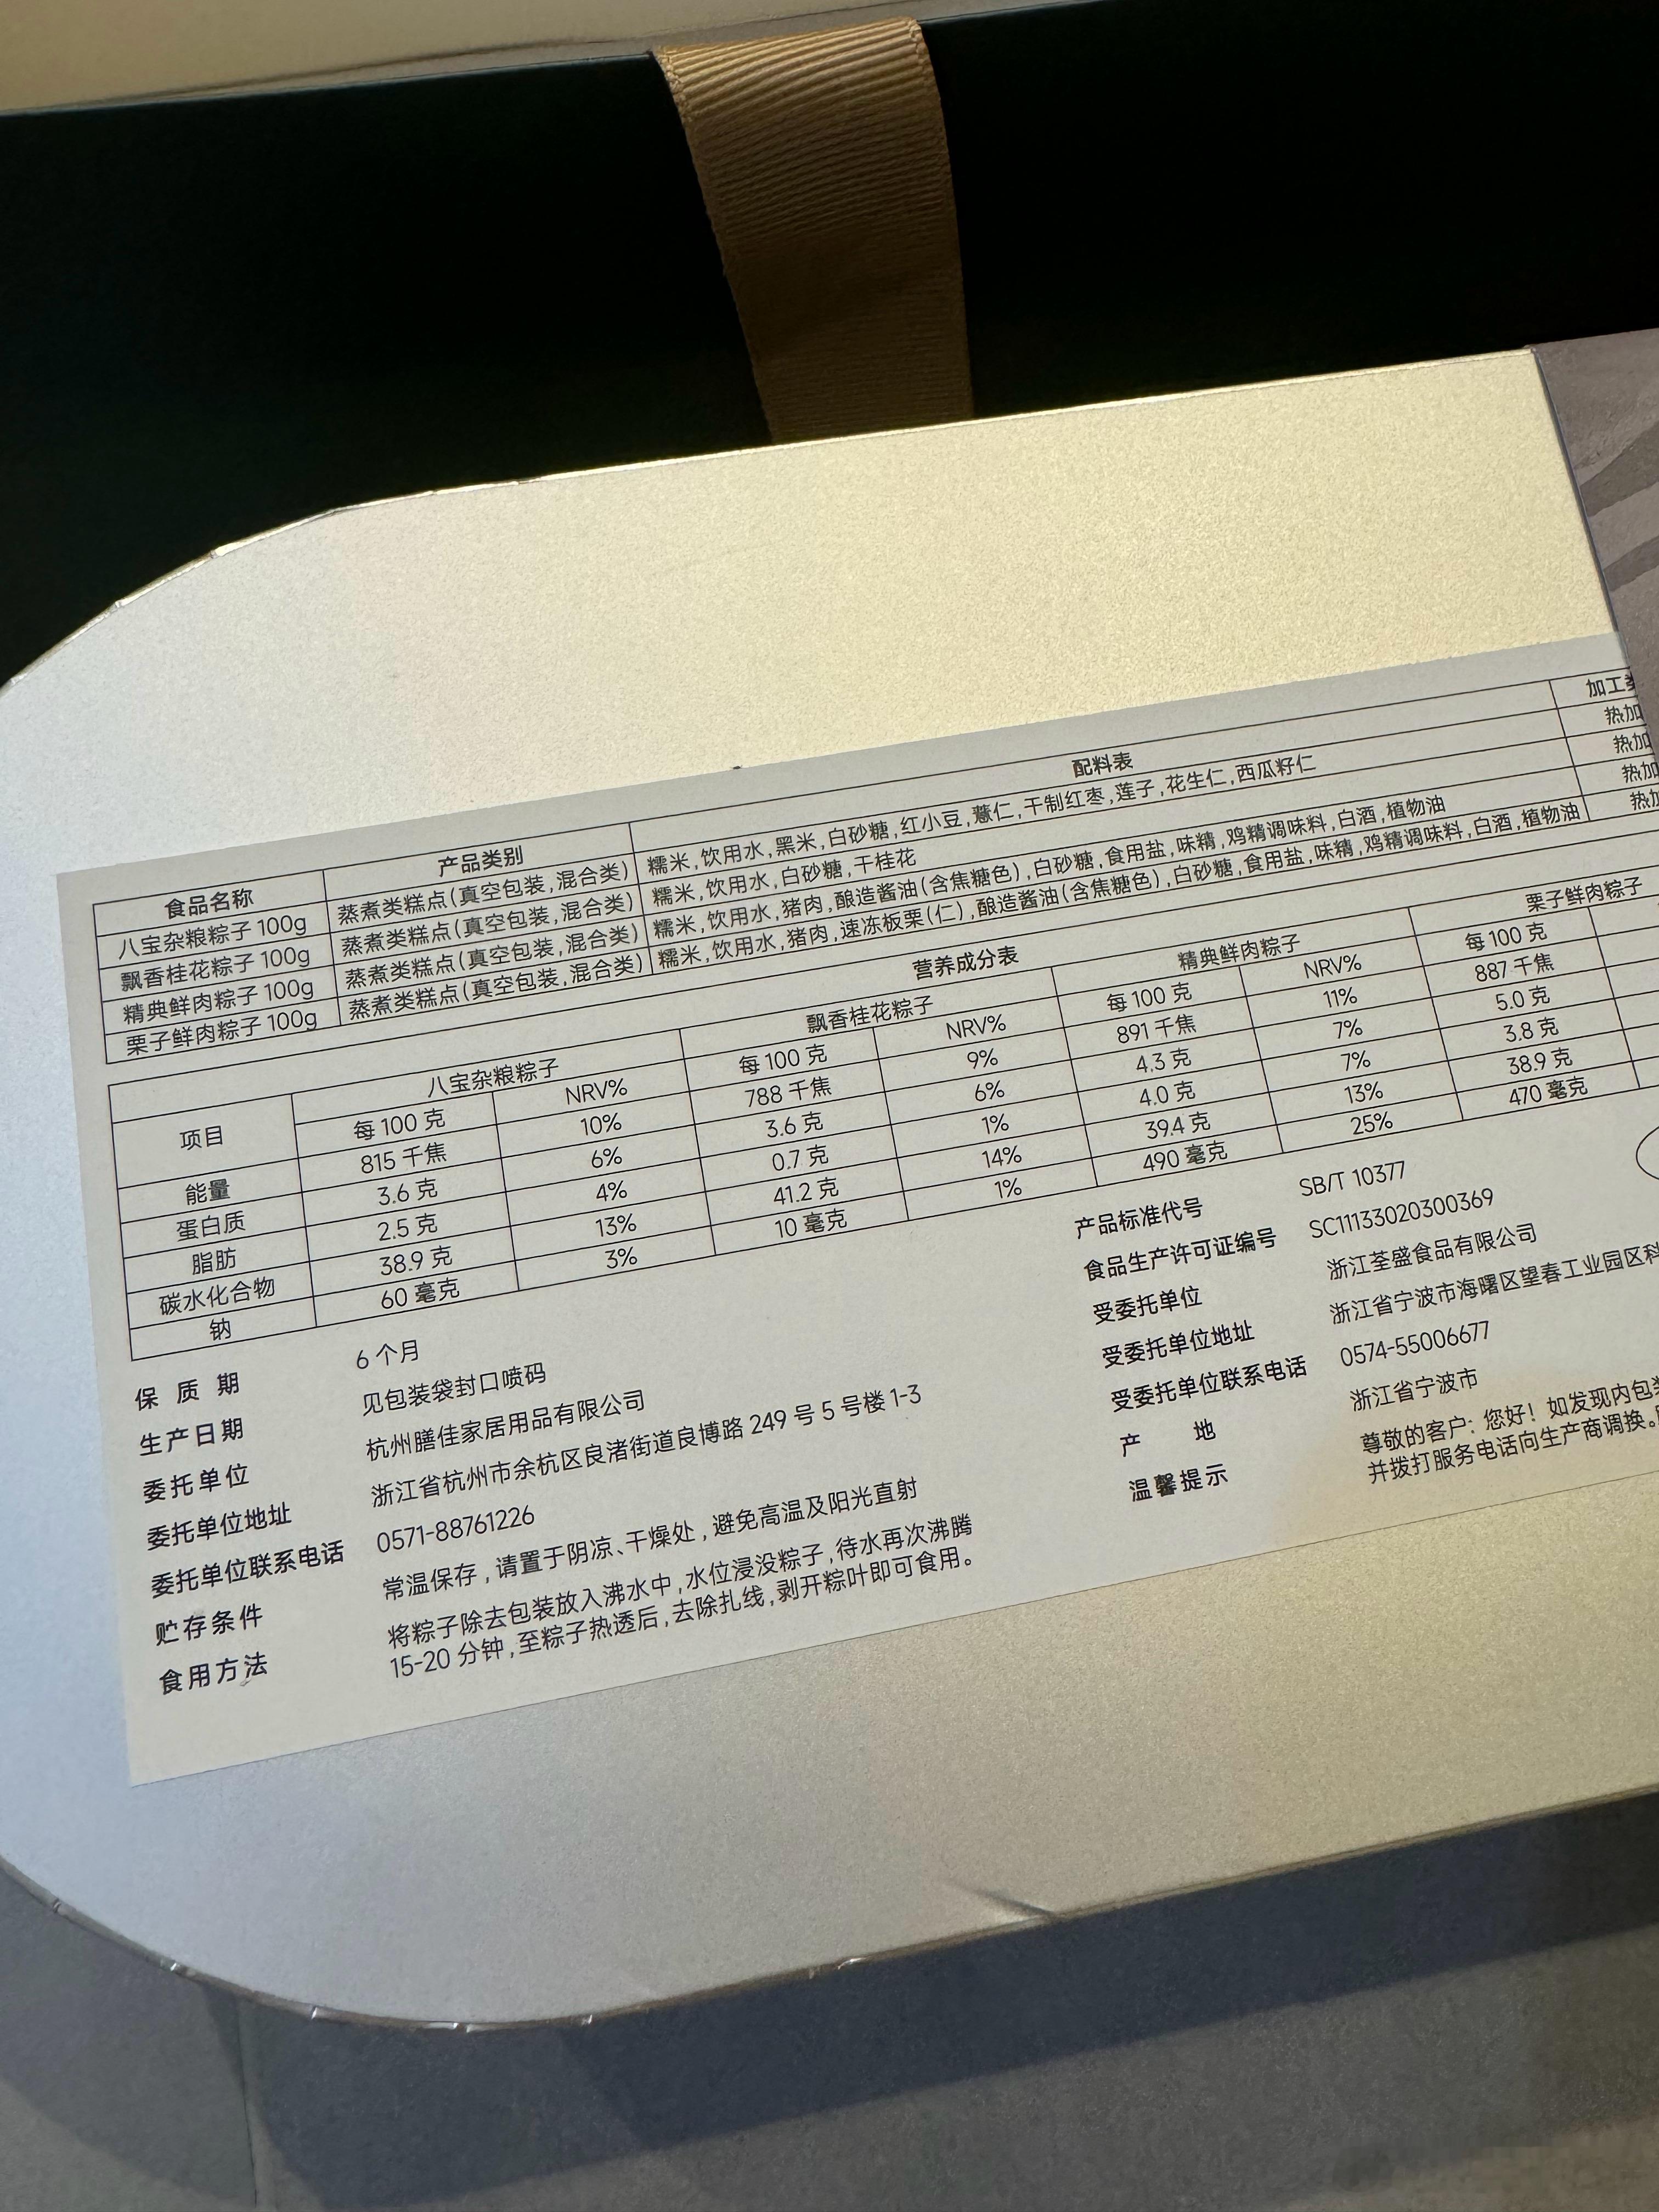 食品名称 产品类别 配料表 加工类
八宝杂粮粽子 100g 蒸煮类糕点(真空包装,混合类) 糯米,饮用水,黑米,白砂糖,红小豆,薏仁,干制红枣,莲子,花生仁,西瓜籽仁 热加
飘香桂花粽子 100g 蒸煮类糕点(真空包装,混合类) 糯米,饮用水,白砂糖,干桂花 热加
精典鲜肉粽子 100g 蒸煮类糕点(真空包装,混合类) 糯米,饮用水,猪肉,酿造酱油(含焦糖色),白砂糖,食用盐,味精,鸡精调味料,白酒,植物油 热加
栗子鲜肉粽子 100g 蒸煮类糕点(真空包装,混合类) 糯米,饮用水,猪肉,速冻板栗(仁),酿造酱油(含焦糖色),白砂糖,食用盐,味精,鸡精调味料,白酒,植物油 热加
营养成分表
项目 八宝杂粮粽子 飘香桂花粽子 精典鲜肉粽子 栗子鲜肉粽子
每 100 克 NRV% 每 100 克 NRV% 每 100 克 NRV% 每 100 克
能量 815 千焦 10% 788 千焦 9% 891 千焦 11% 887 千焦
蛋白质 3.6 克 6% 3.6 克 6% 4.3 克 7% 5.0 克
脂肪 2.5 克 4% 0.7 克 1% 4.0 克 7% 3.8 克
碳水化合物 38.9 克 13% 41.2 克 14% 39.4 克 13% 38.9 克
钠 60 毫克 3% 10 毫克 1% 490 毫克 25% 470 毫克
保质期 6 个月
生产日期 见包装袋封口喷码
委托单位 杭州膳佳家居用品有限公司
委托单位地址 浙江省杭州市余杭区良渚街道良博路 249 号 5 号楼 1-3
委托单位联系电话 0571-88761226
贮存条件 常温保存,请置于阴凉、干燥处,避免高温及阳光直射
食用方法 将粽子除去包装放入沸水中,水位浸没粽子,待水再次沸腾
15-20 分钟,至粽子热透后,去除扎线,剥开粽叶即可食用。
产品标准代号 SB/T 10377
食品生产许可证编号 SC11133020300369
受委托单位 浙江荃盛食品有限公司
受委托单位地址 浙江省宁波市海曙区望春工业园区科
受委托单位联系电话 0574-55006677
产地 浙江省宁波市
温馨提示 尊敬的客户: 您好! 如发现内包装
并拨打服务电话向生产商调换。